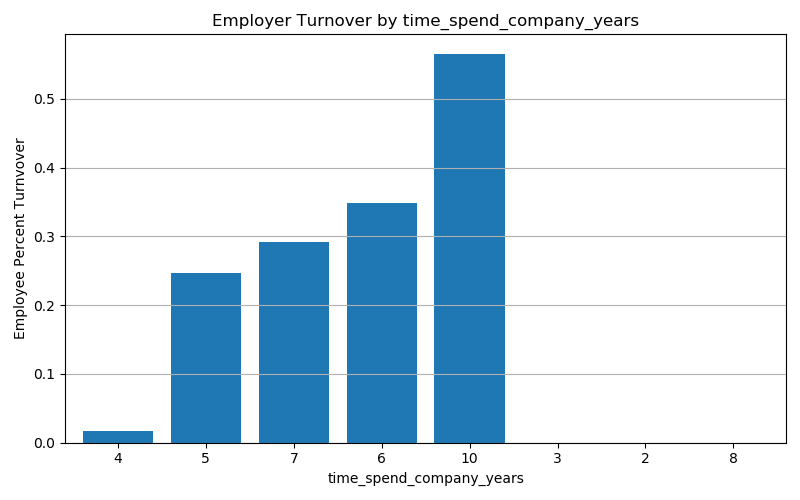 Employer Turnover by time_spend_company_years
Employee Percent Turnvover
0.5
0.4
0.3
0.2
0.1
0.0
4 5 7 6 10 3 2 8
time_spend_company_years